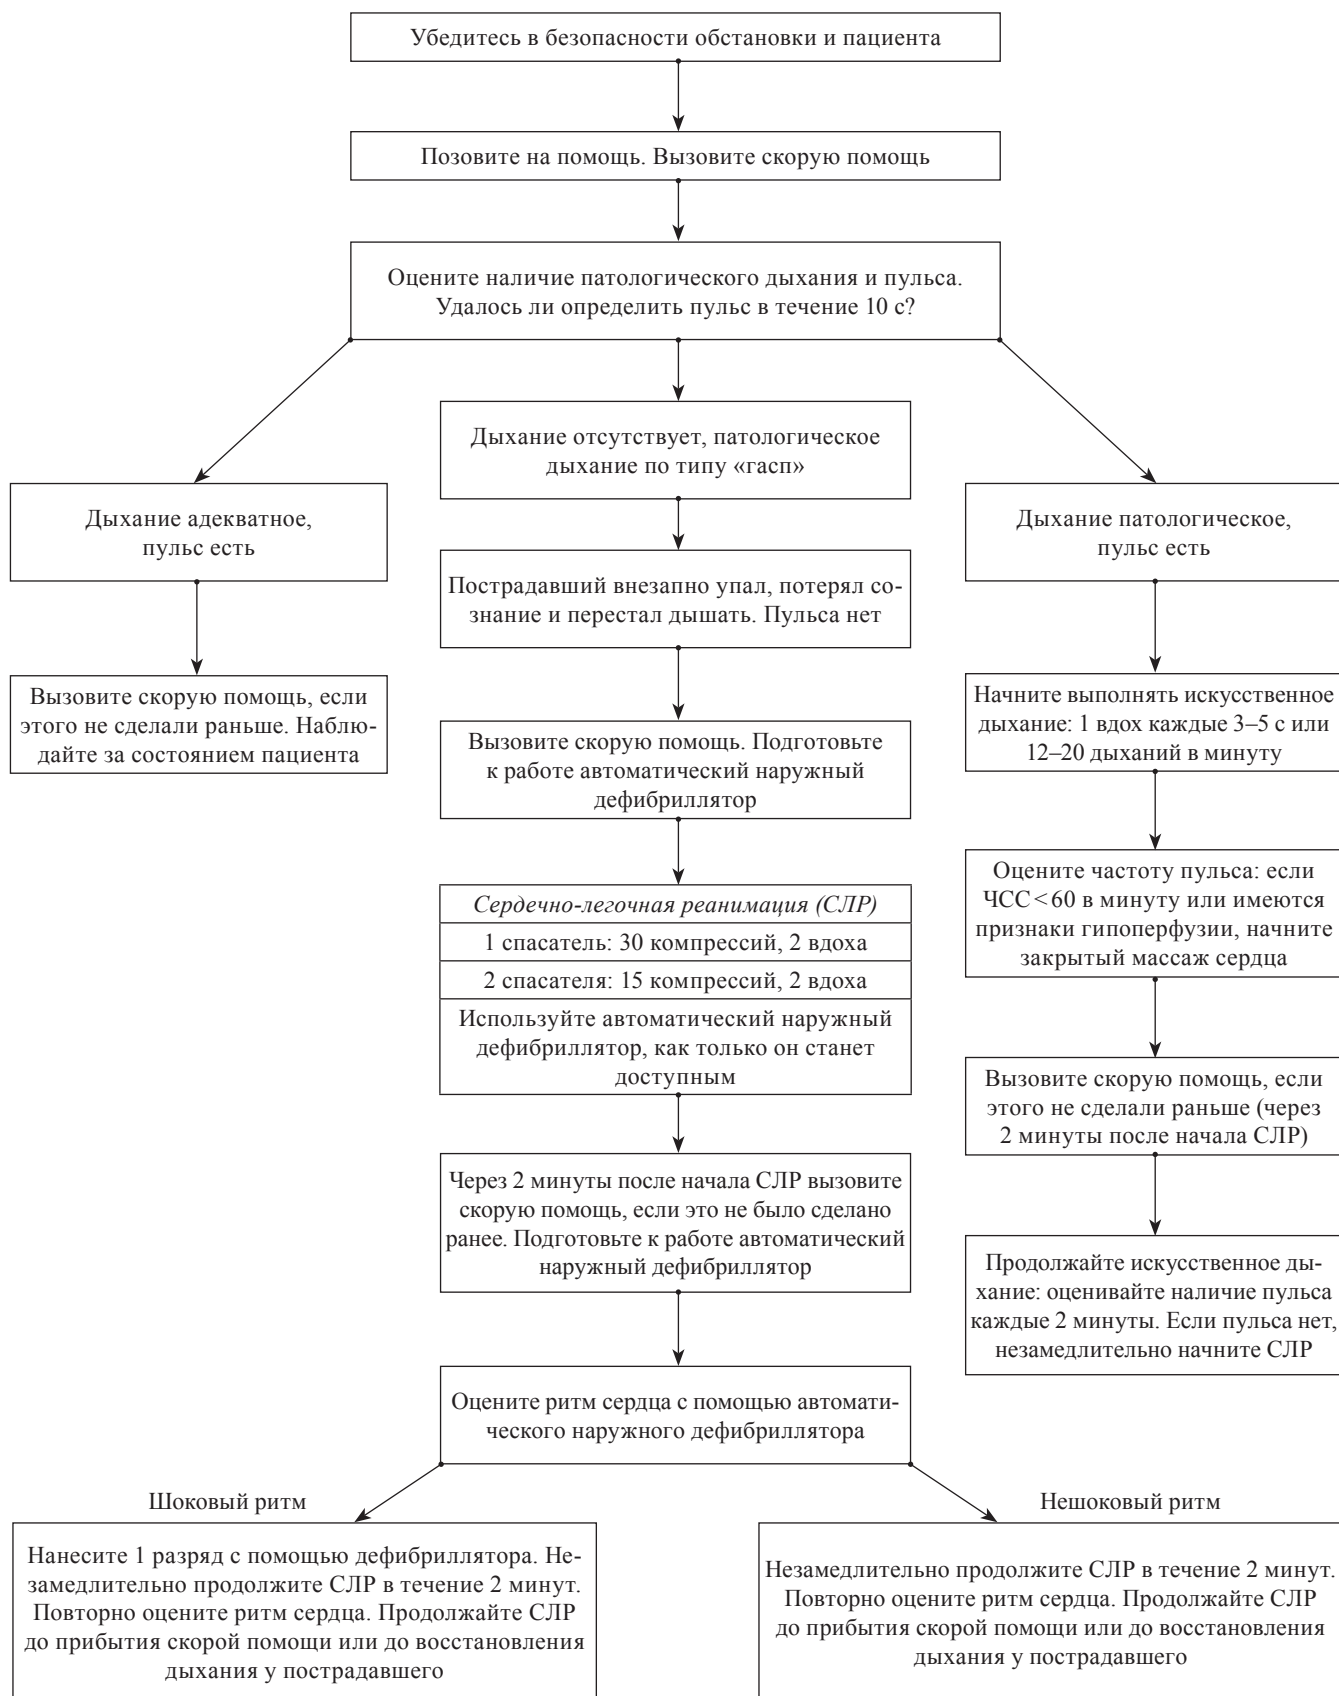 Убедитесь в безопасности обстановки и пациента
Позовите на помощь. Вызовите скорую помощь
Оцените наличие патологического дыхания и пульса.
Удалось ли определить пульс в течение 10 с?
Дыхание адекватное,
пульс есть
Вызовите скорую помощь, если
этого не сделали раньше. Наблю-
дайте за состоянием пациента
Дыхание отсутствует, патологическое
дыхание по типу «гасп»
Пострадавший внезапно упал, потерял со-
знание и перестал дышать. Пульса нет
Вызовите скорую помощь. Подготовьте
к работе автоматический наружный
дефибриллятор
Сердечно-легочная реанимация (СЛР)
1 спасатель: 30 компрессий, 2 вдоха
2 спасателя: 15 компрессий, 2 вдоха
Используйте автоматический наружный
дефибриллятор, как только он станет
доступным
Через 2 минуты после начала СЛР вызовите
скорую помощь, если это не было сделано
ранее. Подготовьте к работе автоматический
наружный дефибриллятор
Оцените ритм сердца с помощью автомати-
ческого наружного дефибриллятора
Дыхание патологическое,
пульс есть
Начните выполнять искусственное
дыхание: 1 вдох каждые 3–5 с или
12–20 дыханий в минуту
Оцените частоту пульса: если
ЧСС<60 в минуту или имеются
признаки гипоперфузии, начните
закрытый массаж сердца
Вызовите скорую помощь, если
этого не сделали раньше (через
2 минуты после начала СЛР)
Продолжайте искусственное ды-
хание: оценивайте наличие пульса
каждые 2 минуты. Если пульса нет,
незамедлительно начните СЛР
Шоковый ритм
Нанесите 1 разряд с помощью дефибриллятора. Не-
замедлительно продолжите СЛР в течение 2 минут.
Повторно оцените ритм сердца. Продолжайте СЛР
до прибытия скорой помощи или до восстановления
дыхания у пострадавшего
Нешоковый ритм
Незамедлительно продолжите СЛР в течение 2 минут.
Повторно оцените ритм сердца. Продолжайте СЛР
до прибытия скорой помощи или до восстановления
дыхания у пострадавшего